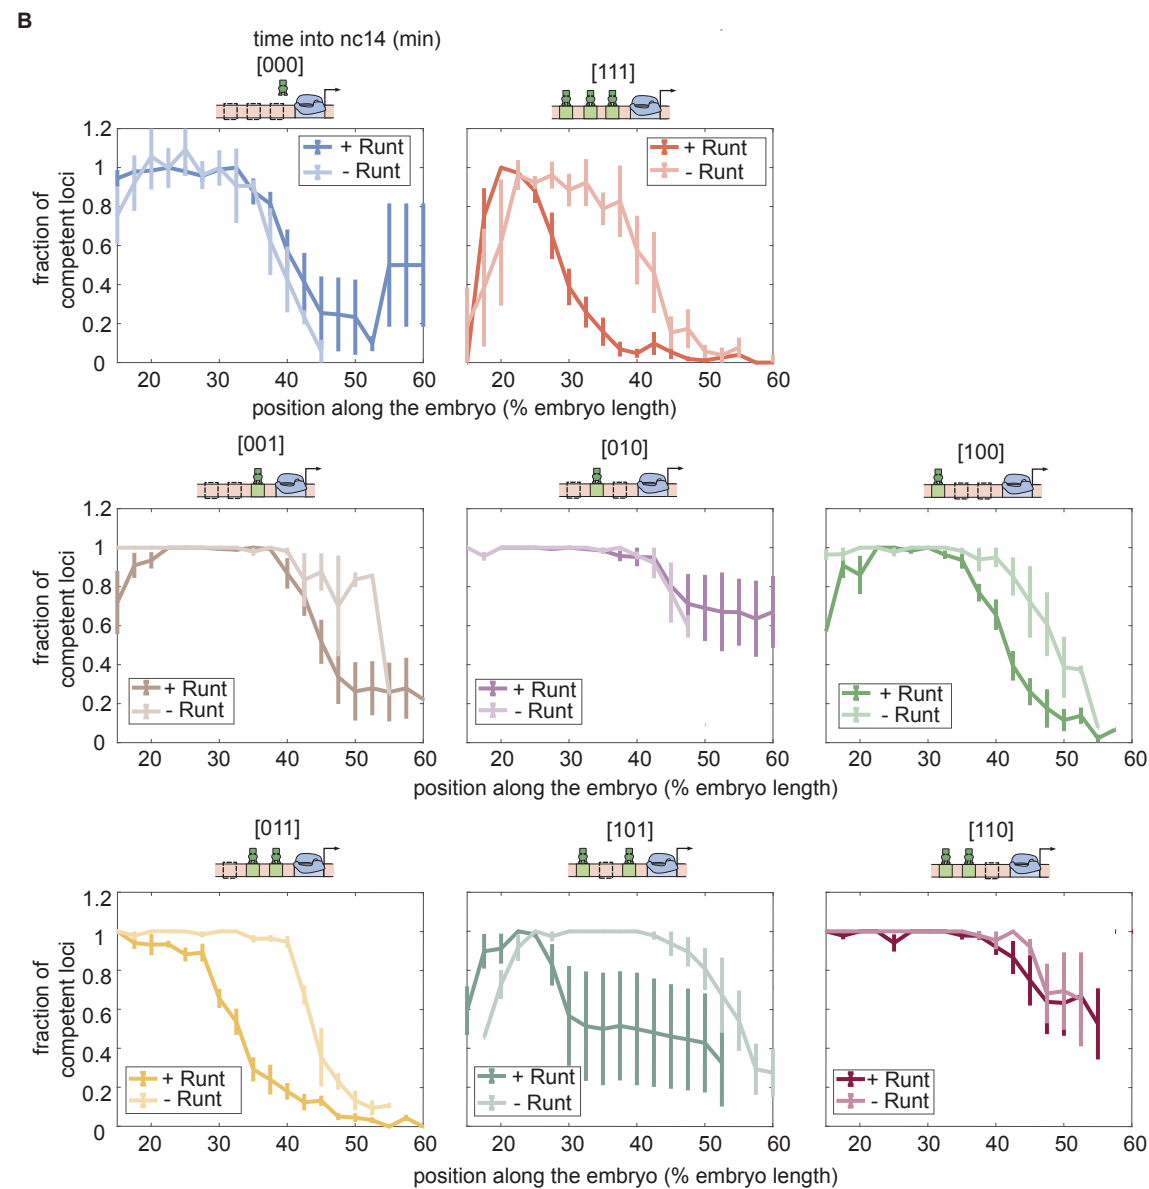 B
time into nc14 (min)
[000]
[111]
1.2
1
0.8
0.6
0.4
0.2
0
fraction of
competent loci
+ Runt
- Runt
20 30 40 50 60
+ Runt
- Runt
20 30 40 50 60
position along the embryo (% embryo length)
[001]
[010]
[100]
1.2
1
0.8
0.6
0.4
0.2
0
fraction of
competent loci
+ Runt
- Runt
20 30 40 50 60
+ Runt
- Runt
20 30 40 50 60
+ Runt
- Runt
20 30 40 50 60
position along the embryo (% embryo length)
[011]
[101]
[110]
1.2
1
0.8
0.6
0.4
0.2
0
fraction of
competent loci
+ Runt
- Runt
20 30 40 50 60
+ Runt
- Runt
20 30 40 50 60
+ Runt
- Runt
20 30 40 50 60
position along the embryo (% embryo length)